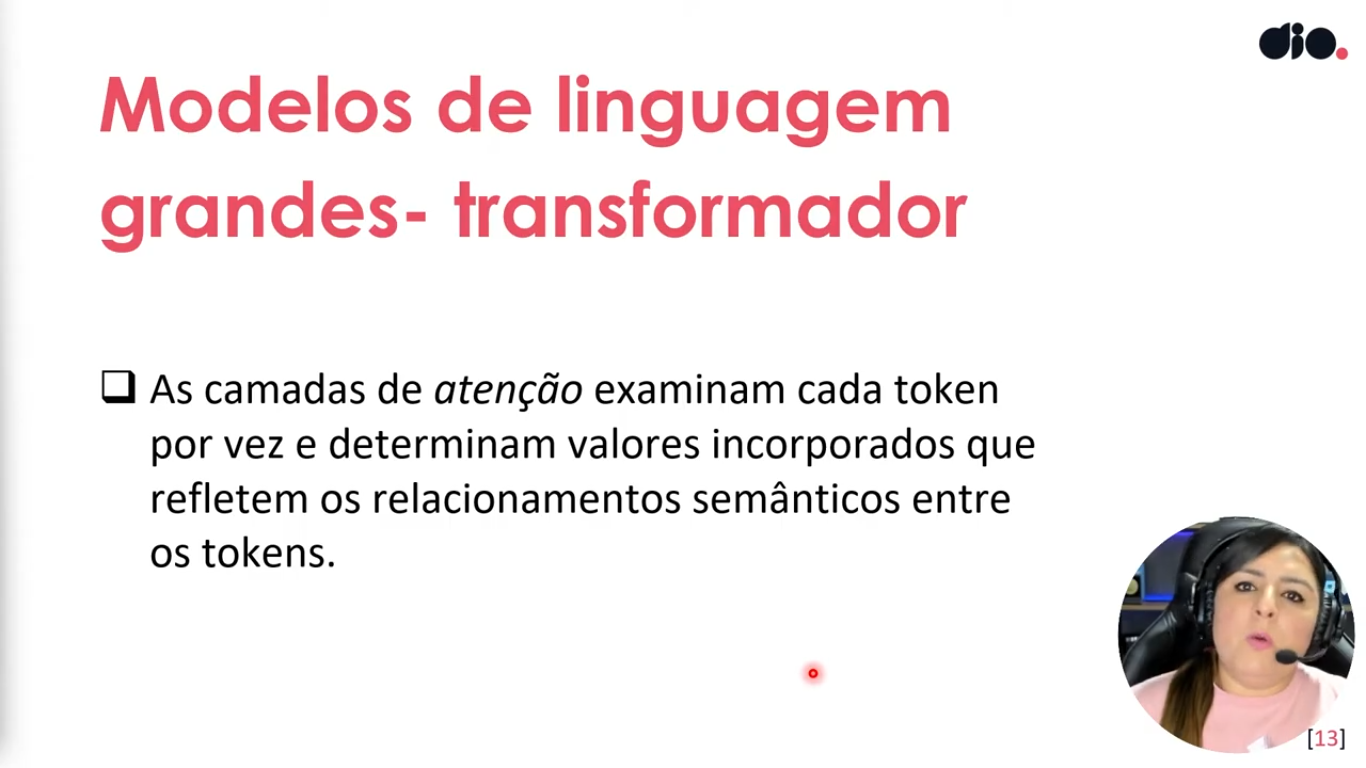 dio.
Modelos de linguagem
grandes- transformador
As camadas de atenção examinam cada token
por vez e determinam valores incorporados que
refletem os relacionamentos semânticos entre
os tokens.
[13]